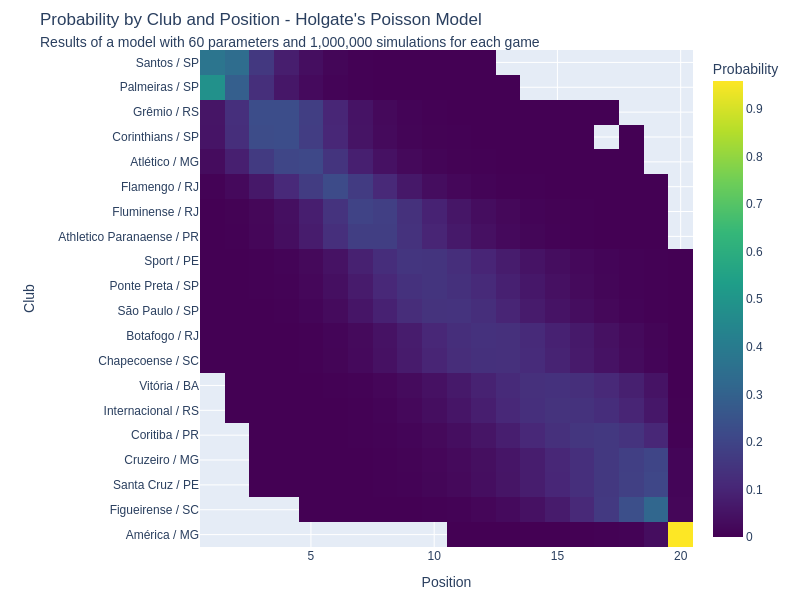 Probability by Club and Position - Holgate's Poisson Model
Results of a model with 60 parameters and 1,000,000 simulations for each game
Probability
Santos / SP
Palmeiras / SP
Grêmio / RS
Corinthians / SP
Atlético / MG
Flamengo / RJ
Fluminense / RJ
Athletico Paranaense / PR
Sport / PE
Ponte Preta / SP
São Paulo / SP
Botafogo / RJ
Chapecoense / SC
Vitória / BA
Internacional / RS
Coritiba / PR
Cruzeiro / MG
Santa Cruz / PE
Figueirense / SC
América / MG
Club
5
10
15
20
Position
0.9
0.8
0.7
0.6
0.5
0.4
0.3
0.2
0.1
0